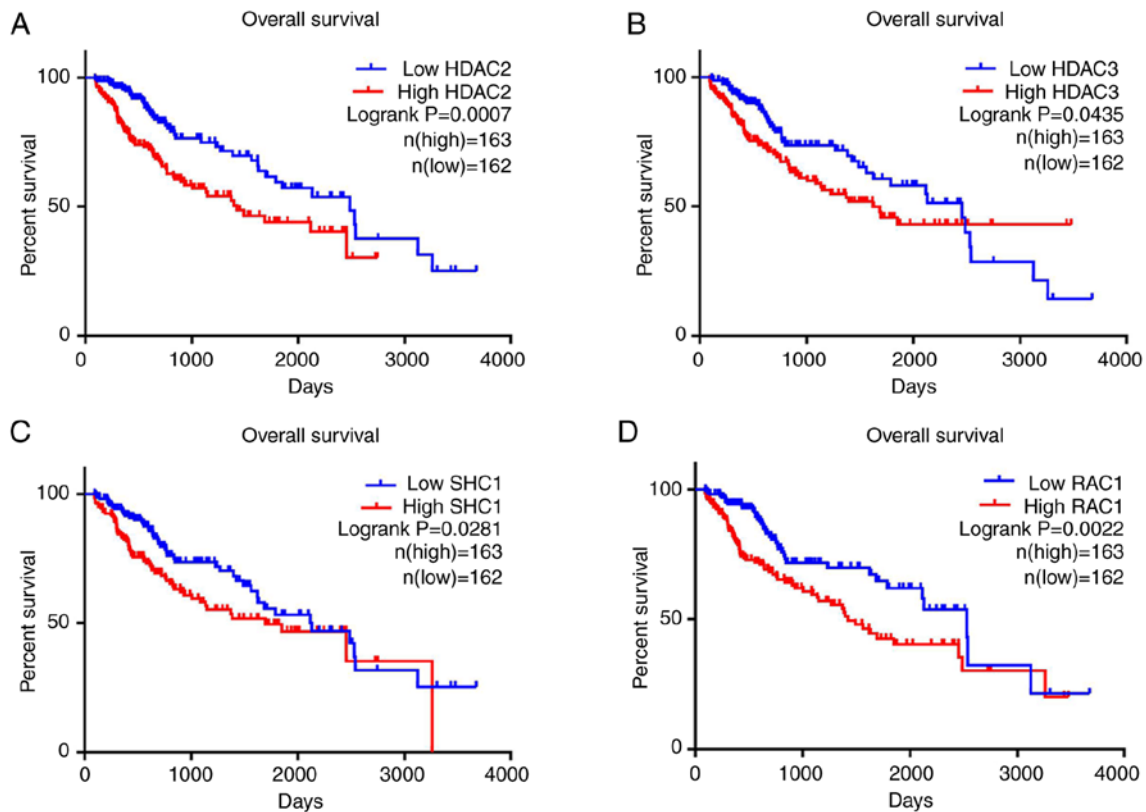 A
Overall survival
Low HDAC2
High HDAC2
Logrank P=0.0007
n(high)=163
n(low)=162
Percent survival
100
50
0
0 1000 2000 3000 4000
Days
B
Overall survival
Low HDAC3
High HDAC3
Logrank P=0.0435
n(high)=163
n(low)=162
Percent survival
100
50
0
0 1000 2000 3000 4000
Days
C
Overall survival
Low SHC1
High SHC1
Logrank P=0.0281
n(high)=163
n(low)=162
Percent survival
100
50
0
0 1000 2000 3000 4000
Days
D
Overall survival
Low RAC1
High RAC1
Logrank P=0.0022
n(high)=163
n(low)=162
Percent survival
100
50
0
0 1000 2000 3000 4000
Days